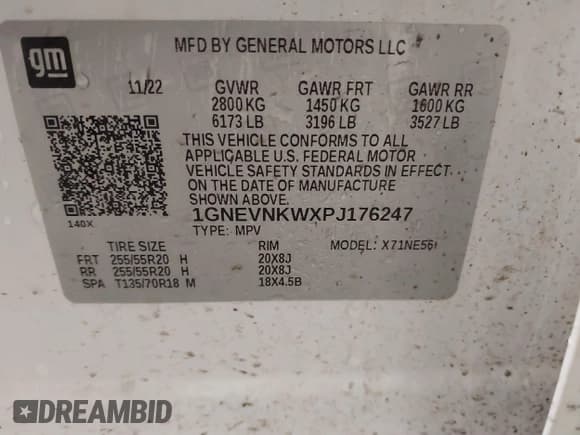 gm
MFD BY GENERAL MOTORS LLC
11/22 GVWR GAWR FRT GAWR RR
2800 KG 1450 KG 1600 KG
6173 LB 3196 LB 3527 LB
THIS VEHICLE CONFORMS TO ALL
APPLICABLE U.S. FEDERAL MOTOR
VEHICLE SAFETY STANDARDS IN EFFECT
ON THE DATE OF MANUFACTURE
SHOWN ABOVE.
140X 1GNEVNKWXPJ176247
TYPE: MPV
TIRE SIZE RIM MODEL:
FRT 255/55R20 H 20X8J
RR 255/55R20 H 20X8J
SPA T135/70R18 M 18X4.5B
DREAMBID